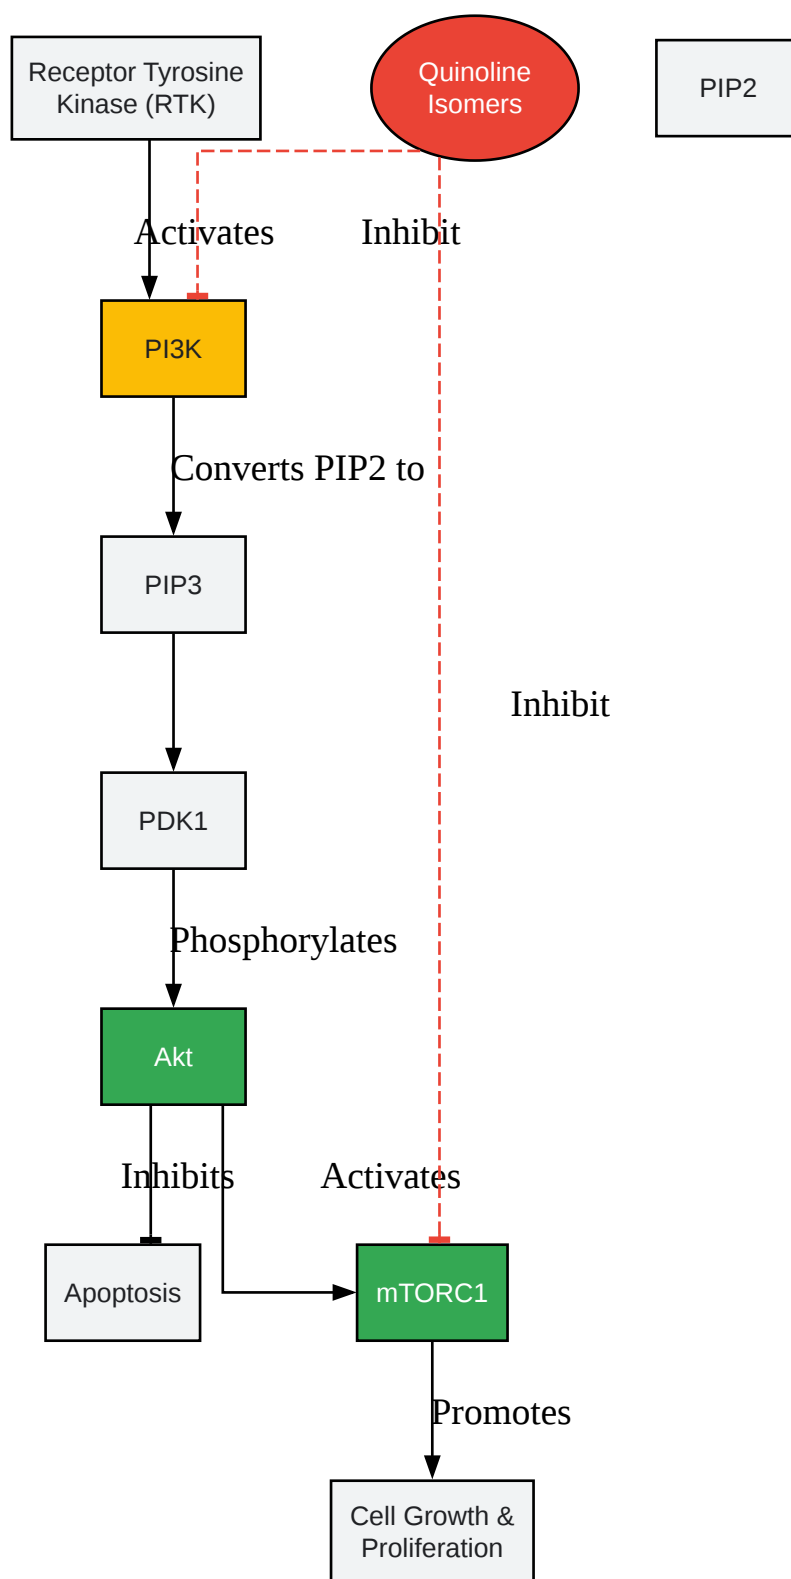 Receptor Tyrosine
Kinase (RTK)
Quinoline
Isomers
PIP2
Activates
Inhibit
PI3K
Converts PIP2 to
PIP3
Inhibit
PDK1
Phosphorylates
Akt
Inhibits
Activates
Apoptosis
mTORC1
Promotes
Cell Growth &
Proliferation